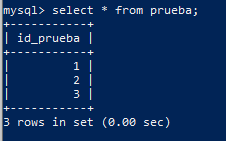 mysql> select * from prueba;
+-----------+
| id_prueba |
+-----------+
|         1 |
|         2 |
|         3 |
+-----------+
3 rows in set (0.00 sec)